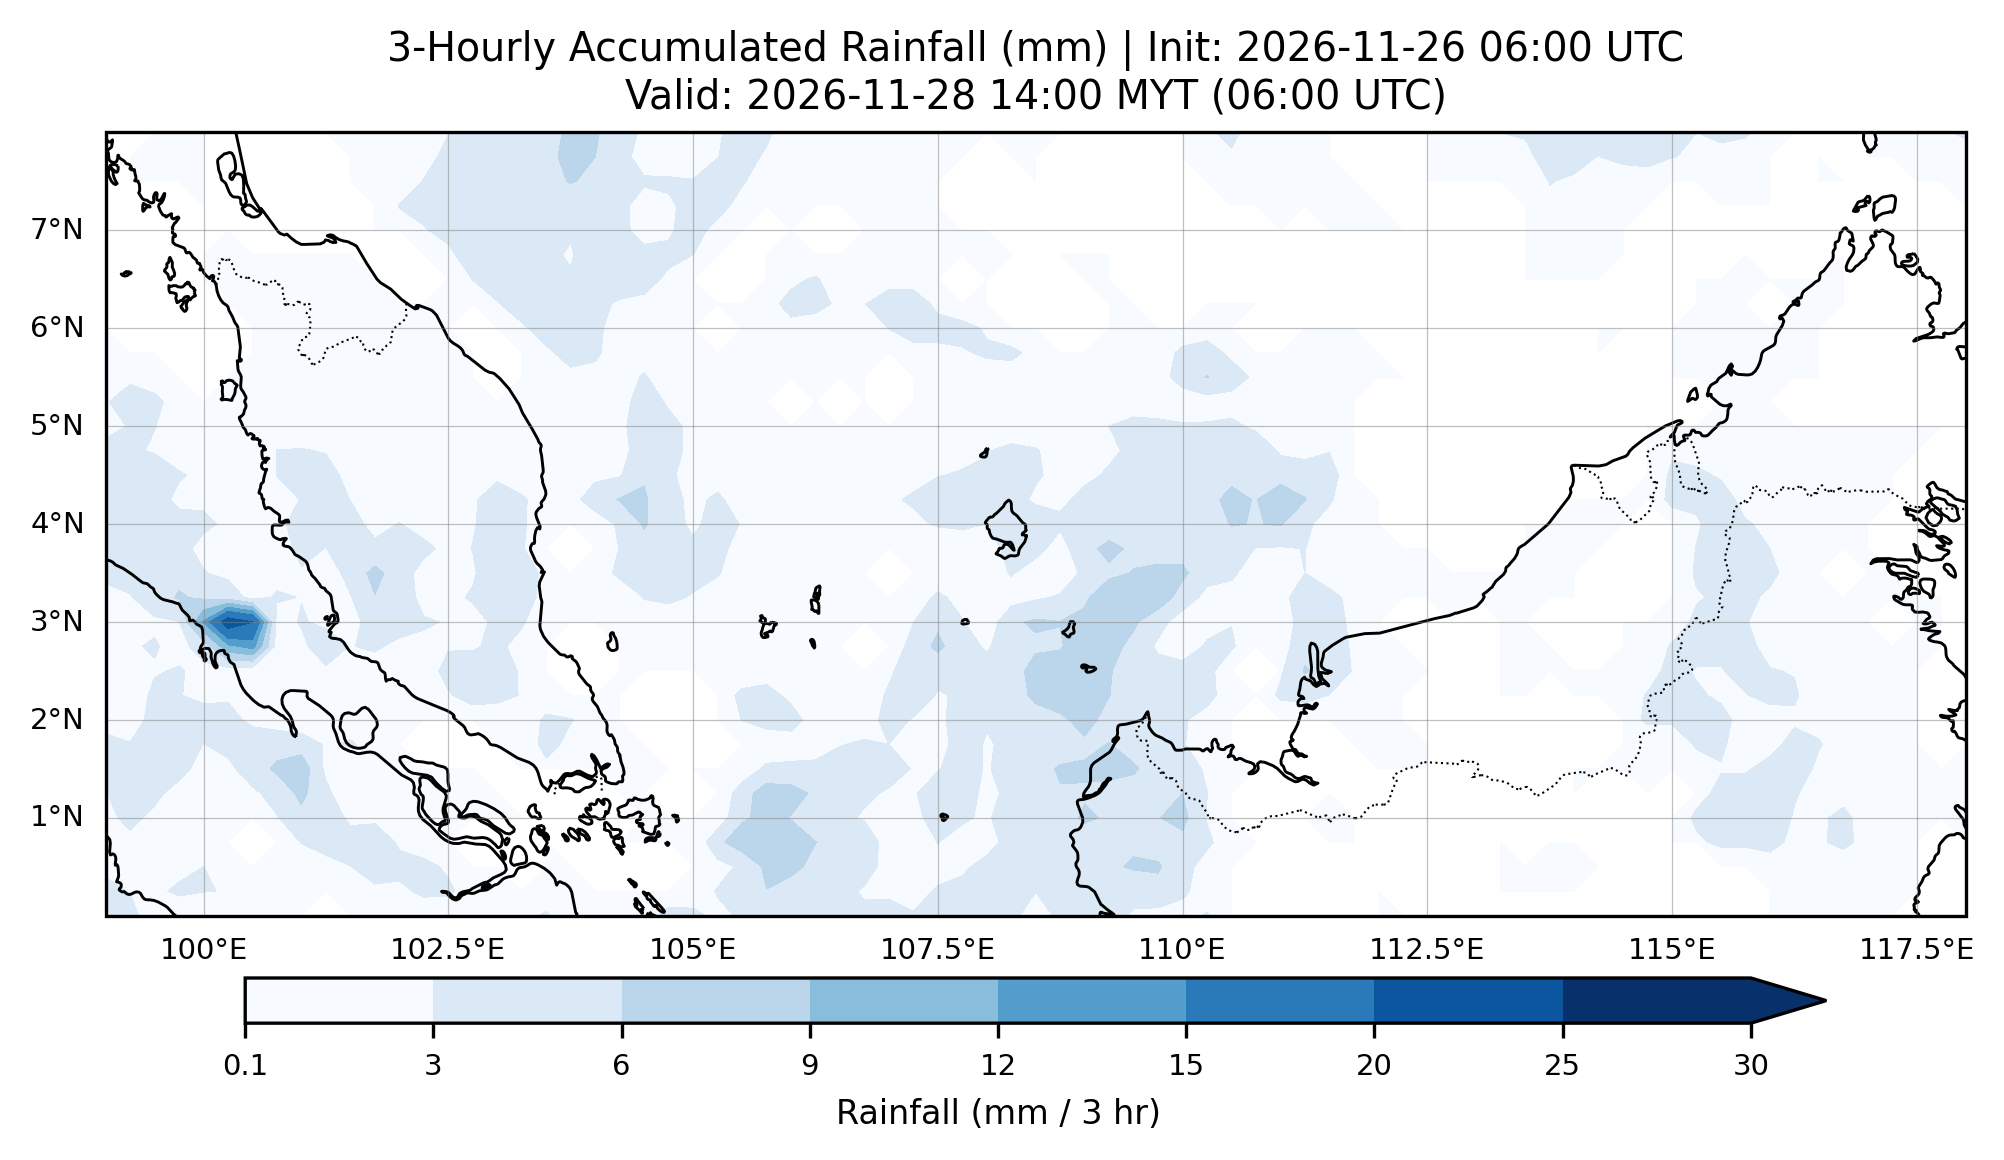 3-Hourly Accumulated Rainfall (mm) | Init: 2026-11-26 06:00 UTC
Valid: 2026-11-28 14:00 MYT (06:00 UTC)
7°N
6°N
5°N
4°N
3°N
2°N
1°N
100°E 102.5°E 105°E 107.5°E 110°E 112.5°E 115°E 117.5°E
0.1 3 6 9 12 15 20 25 30
Rainfall (mm / 3 hr)